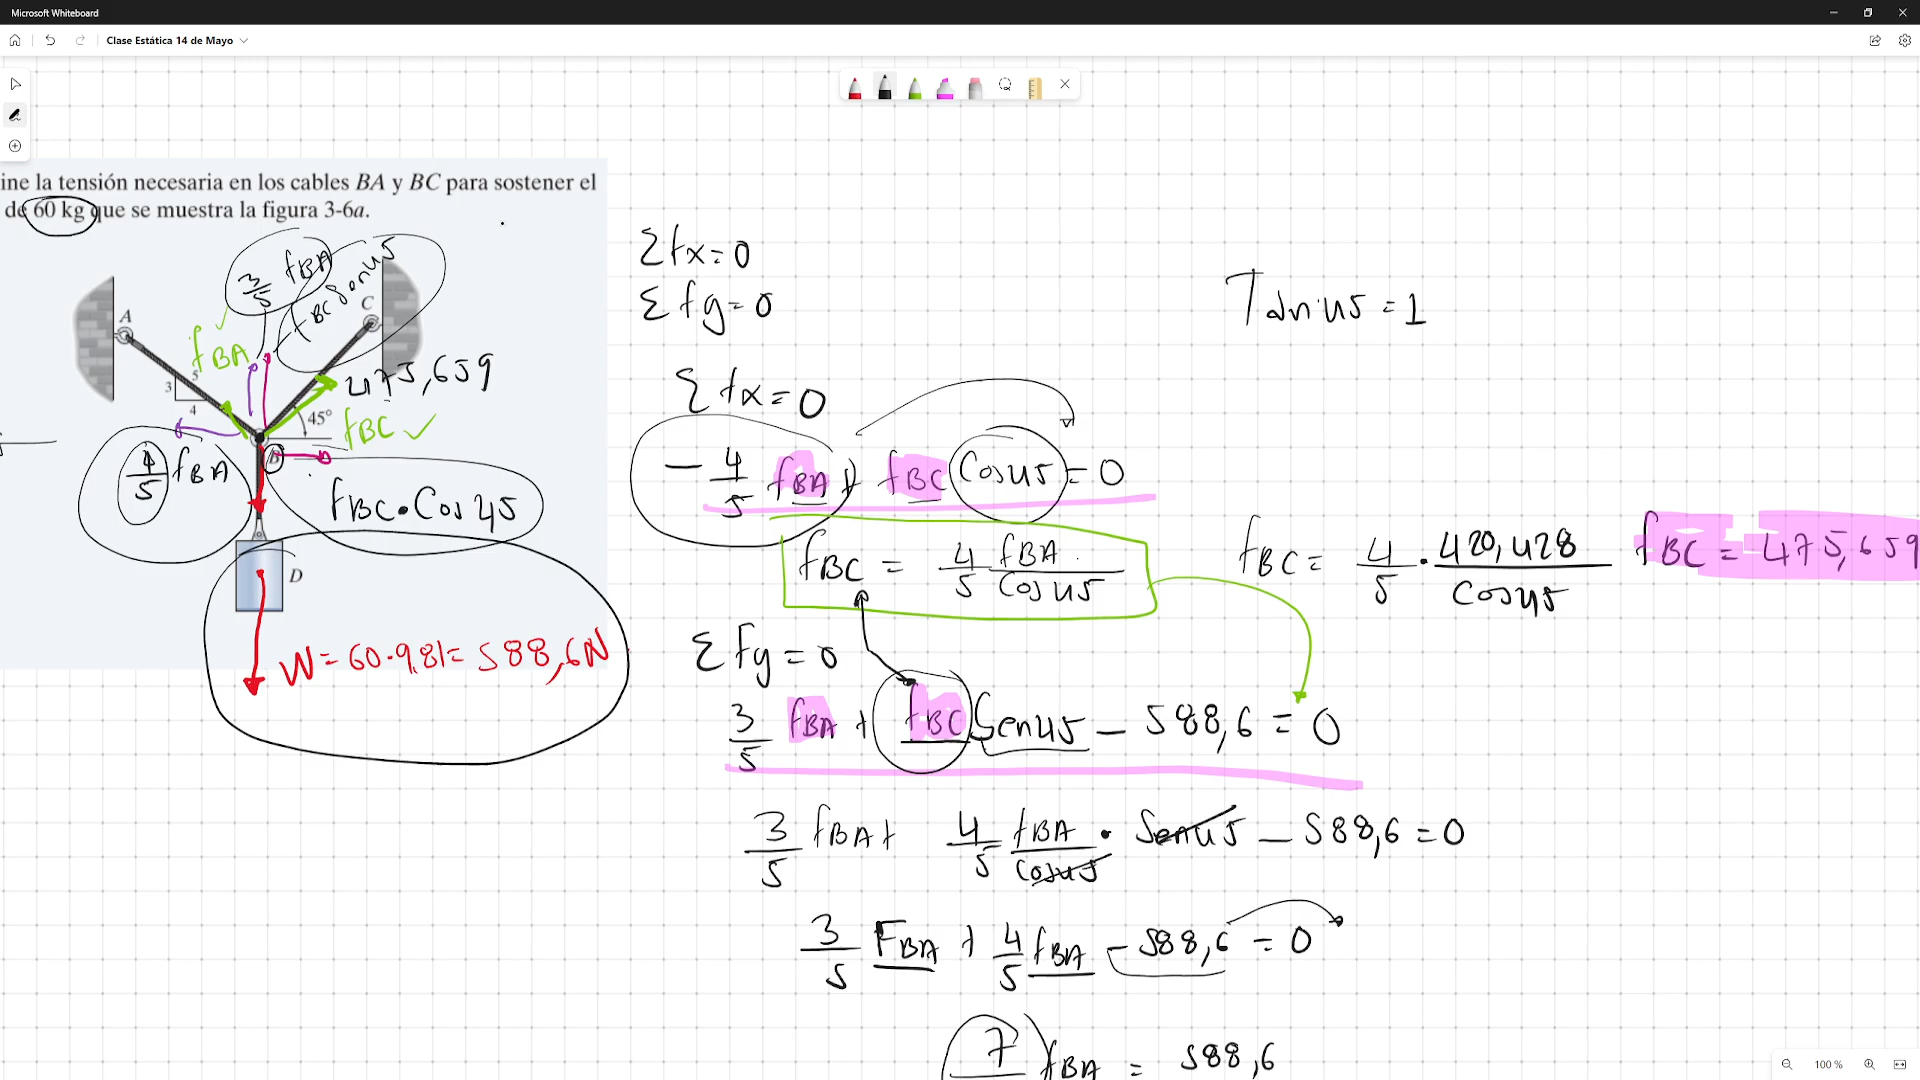 Microsoft Whiteboard
Clase Estática 14 de Mayo
ine la tensión necesaria en los cables BA y BC para sostener el
de 60 kg que se muestra la figura 3-6a.
3/5 fBA
fBC Sen45
A
C
fBA
5
3
4
475,659
45°
fBC ✓
B
4/5 fBA
fBC • Cos 45
D
W = 60 · 9,81 = 588,6 N
Σfx = 0
Σfy = 0
Σfx = 0
− 4/5 fBA + fBC Cos45 = 0
fBC = 4/5 fBA / Cos45
Σfy = 0
3/5 fBA + fBC Sen45 − 588,6 = 0
3/5 fBA + 4/5 fBA / Cos45 • Sen45 − 588,6 = 0
3/5 FBA + 4/5 fBA − 588,6 = 0
7 fBA = 588,6
Tan 45 = 1
fBC = 4/5 · 420,428 / Cos45
fBC = 475,659
100 %